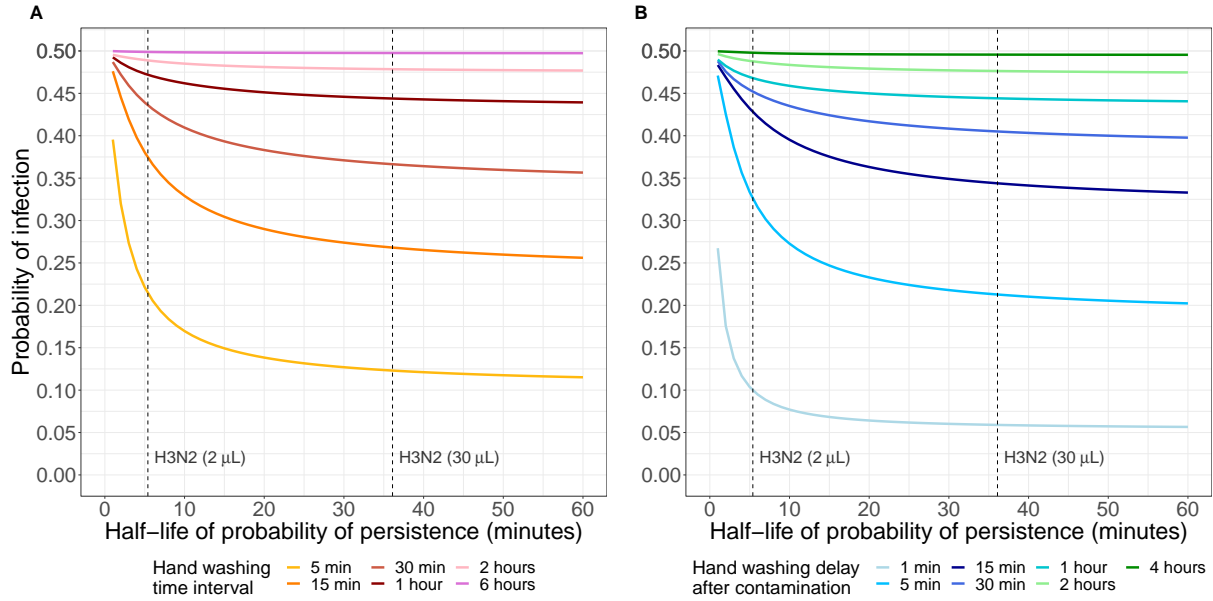 A
Probability of infection
0.50
0.45
0.40
0.35
0.30
0.25
0.20
0.15
0.10
0.05
0.00
H3N2 (2 μL)
H3N2 (30 μL)
0 10 20 30 40 50 60
Half−life of probability of persistence (minutes)
Hand washing
time interval
5 min 30 min 2 hours
15 min 1 hour 6 hours
B
0.50
0.45
0.40
0.35
0.30
0.25
0.20
0.15
0.10
0.05
0.00
H3N2 (2 μL)
H3N2 (30 μL)
0 10 20 30 40 50 60
Half−life of probability of persistence (minutes)
Hand washing delay
after contamination
1 min 15 min 1 hour 4 hours
5 min 30 min 2 hours